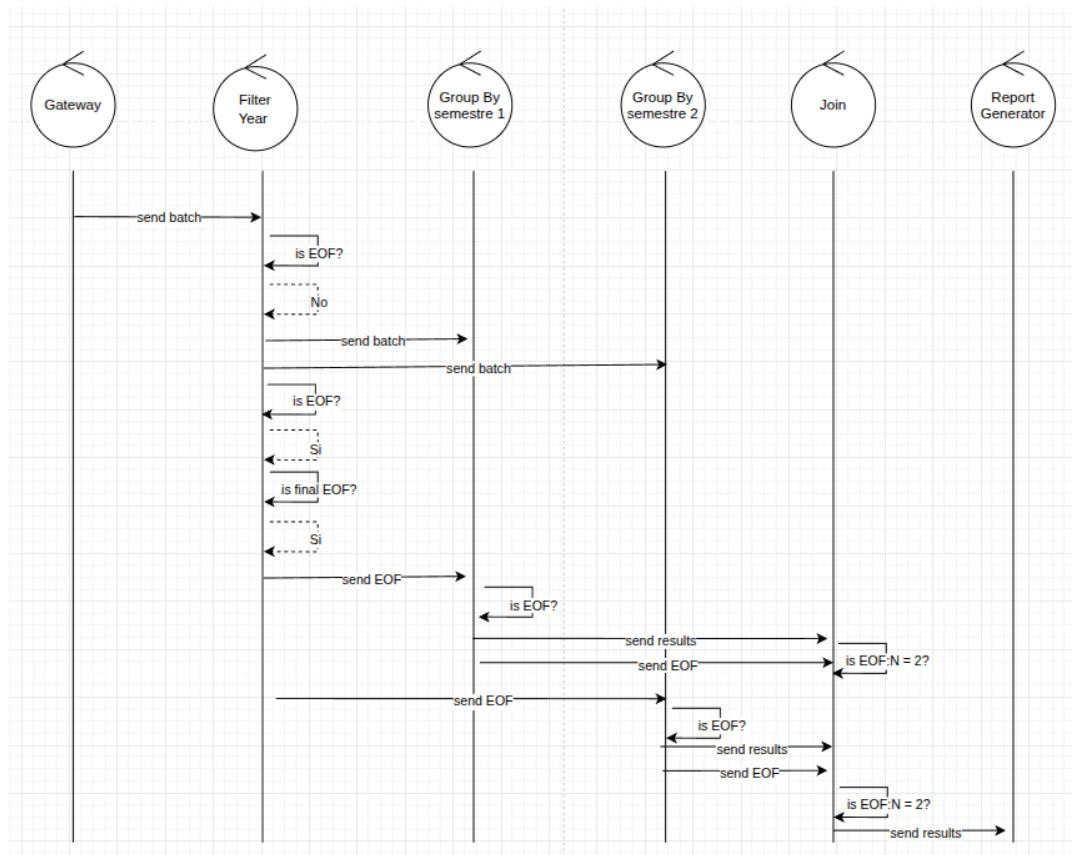 Gateway
Filter
Year
Group By
semestre 1
Group By
semestre 2
Join
Report
Generator
send batch
is EOF?
No
send batch
send batch
is EOF?
Si
is final EOF?
Si
send EOF
is EOF?
send results
is EOF:N = 2?
send EOF
send EOF
is EOF?
send results
send EOF
is EOF:N = 2?
send results